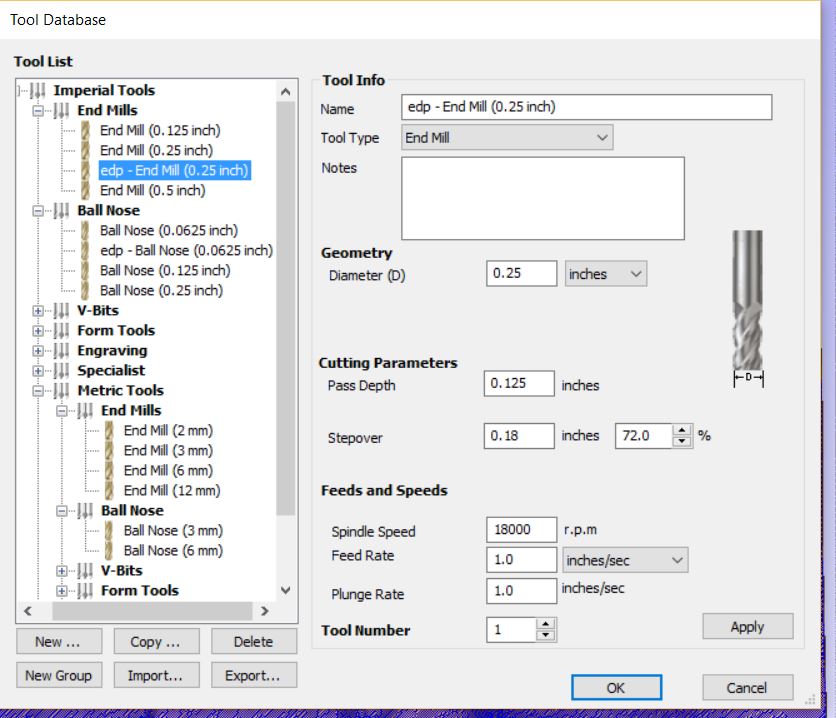 Tool Database
Tool List
Imperial Tools
End Mills
End Mill (0.125 inch)
End Mill (0.25 inch)
edp - End Mill (0.25 inch)
End Mill (0.5 inch)
Ball Nose
Ball Nose (0.0625 inch)
edp - Ball Nose (0.0625 inch)
Ball Nose (0.125 inch)
Ball Nose (0.25 inch)
V-Bits
Form Tools
Engraving
Specialist
Metric Tools
End Mills
End Mill (2 mm)
End Mill (3 mm)
End Mill (6 mm)
End Mill (12 mm)
Ball Nose
Ball Nose (3 mm)
Ball Nose (6 mm)
V-Bits
Form Tools
New ... Copy ... Delete
New Group Import... Export...
Tool Info
Name edp - End Mill (0.25 inch)
Tool Type End Mill
Notes
Geometry
Diameter (D) 0.25 inches
D
Cutting Parameters
Pass Depth 0.125 inches
Stepover 0.18 inches 72.0 %
Feeds and Speeds
Spindle Speed 18000 r.p.m
Feed Rate 1.0 inches/sec
Plunge Rate 1.0 inches/sec
Tool Number 1
Apply
OK Cancel